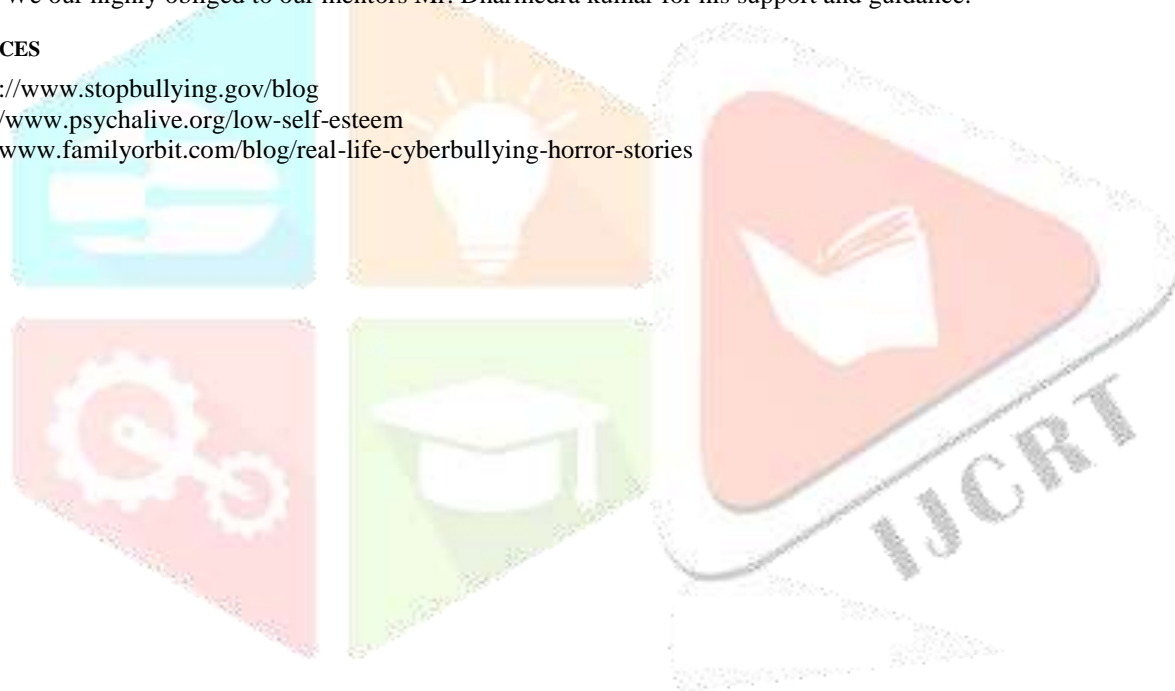 We our highly obliged to our mentors Mr. Dharmedra kumar for his support and guidance.
CES
://www.stopbullying.gov/blog
/www.psychalive.org/low-self-esteem
www.familyorbit.com/blog/real-life-cyberbullying-horror-stories
IJCRT